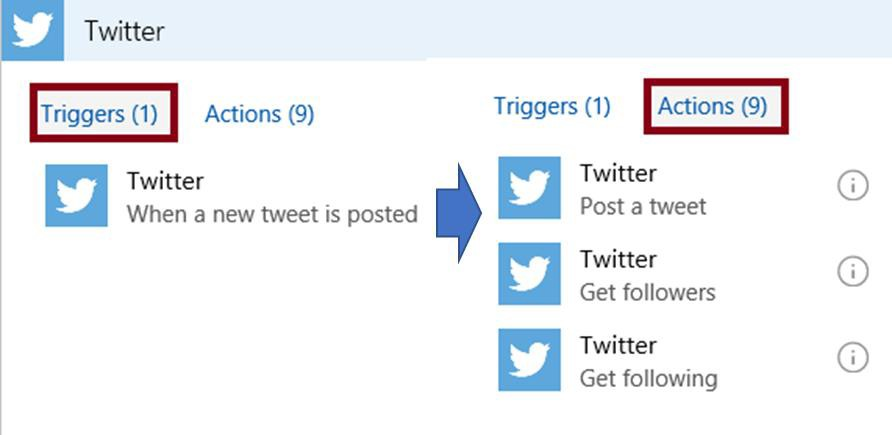 Twitter
Triggers (1) Actions (9)
Twitter
When a new tweet is posted
Triggers (1) Actions (9)
Twitter
Post a tweet
Twitter
Get followers
Twitter
Get following